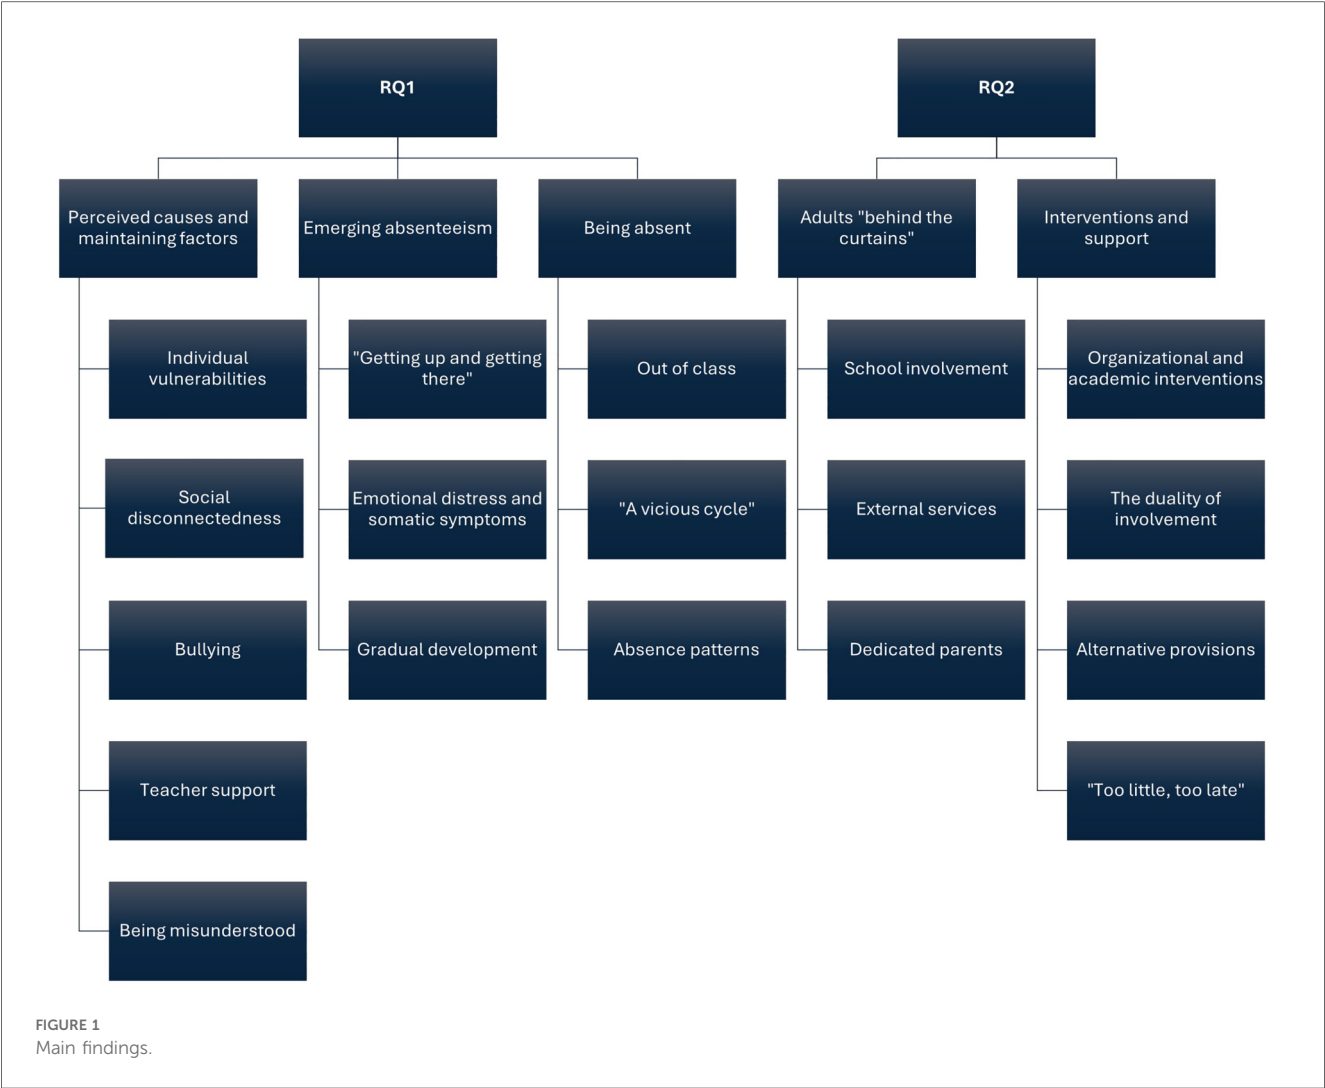 RQ1
RQ2
Perceived causes and
maintaining factors
Emerging absenteeism
Being absent
Adults "behind the
curtains"
Interventions and
support
Individual
vulnerabilities
"Getting up and getting
there"
Out of class
School involvement
Organizational and
academic interventions
Social
disconnectedness
Emotional distress and
somatic symptoms
"A vicious cycle"
External services
The duality of
involvement
Bullying
Gradual development
Absence patterns
Dedicated parents
Alternative provisions
Teacher support
"Too little, too late"
Being misunderstood
FIGURE 1
Main findings.